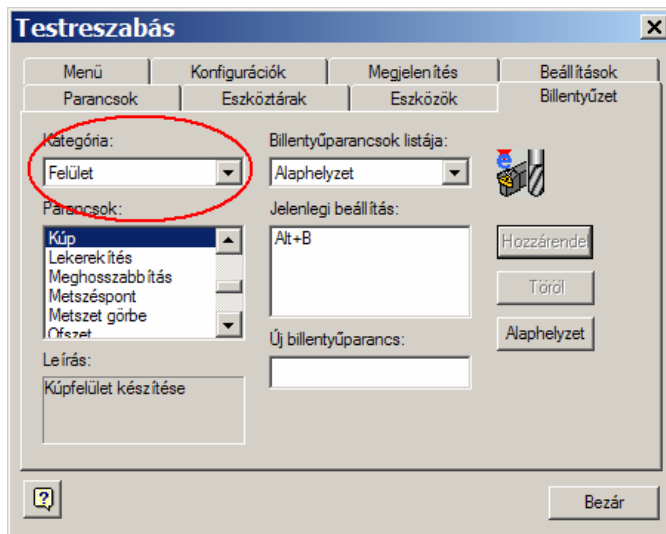 Testreszabás
Menü Konfigurációk Megjelenítés Beállítások
Parancsok Eszköztárak Eszközök Billentyűzet
Kategória:
Felület
Billentyűparancsok listája:
Alaphelyzet
Parancsok:
Kúp
Lekerekítés
Meghosszabbítás
Metszéspont
Metszet görbe
Ofszet
Jelenlegi beállítás:
Alt+B
Hozzárendel
Töröl
Alaphelyzet
Új billentyűparancs:
Leírás:
Kúpfelület készítése
Bezár